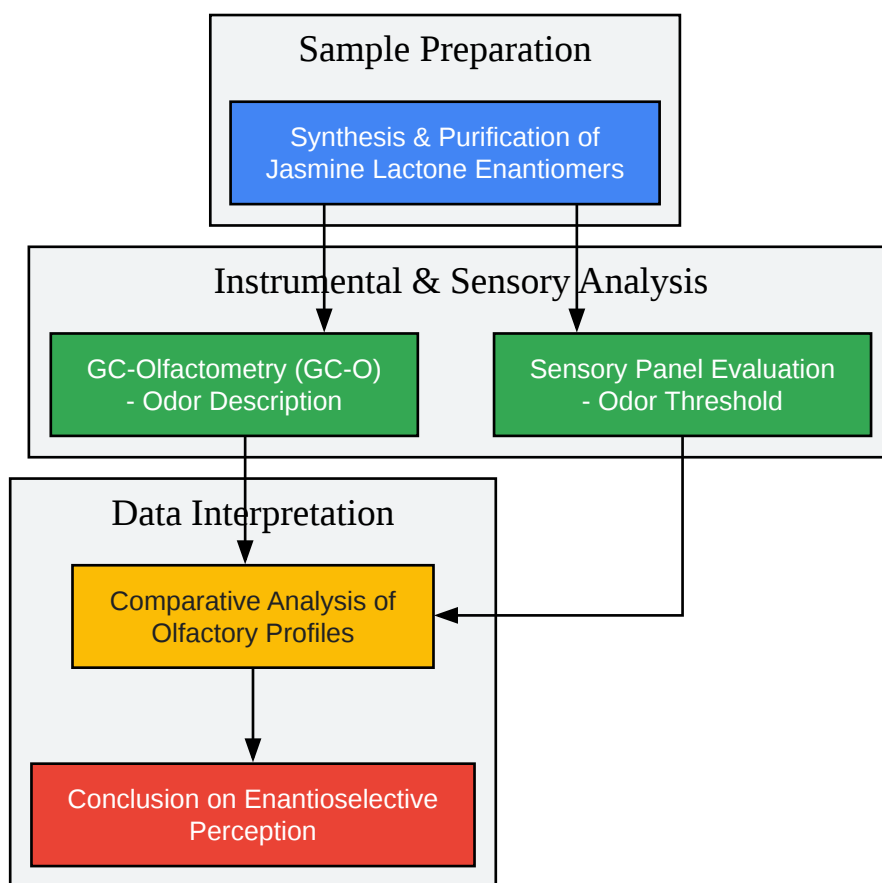 Sample Preparation
Synthesis & Purification of
Jasmine Lactone Enantiomers
Instrumental & Sensory Analysis
GC-Olfactometry (GC-O)
- Odor Description
Sensory Panel Evaluation
- Odor Threshold
Data Interpretation
Comparative Analysis of
Olfactory Profiles
Conclusion on Enantioselective
Perception